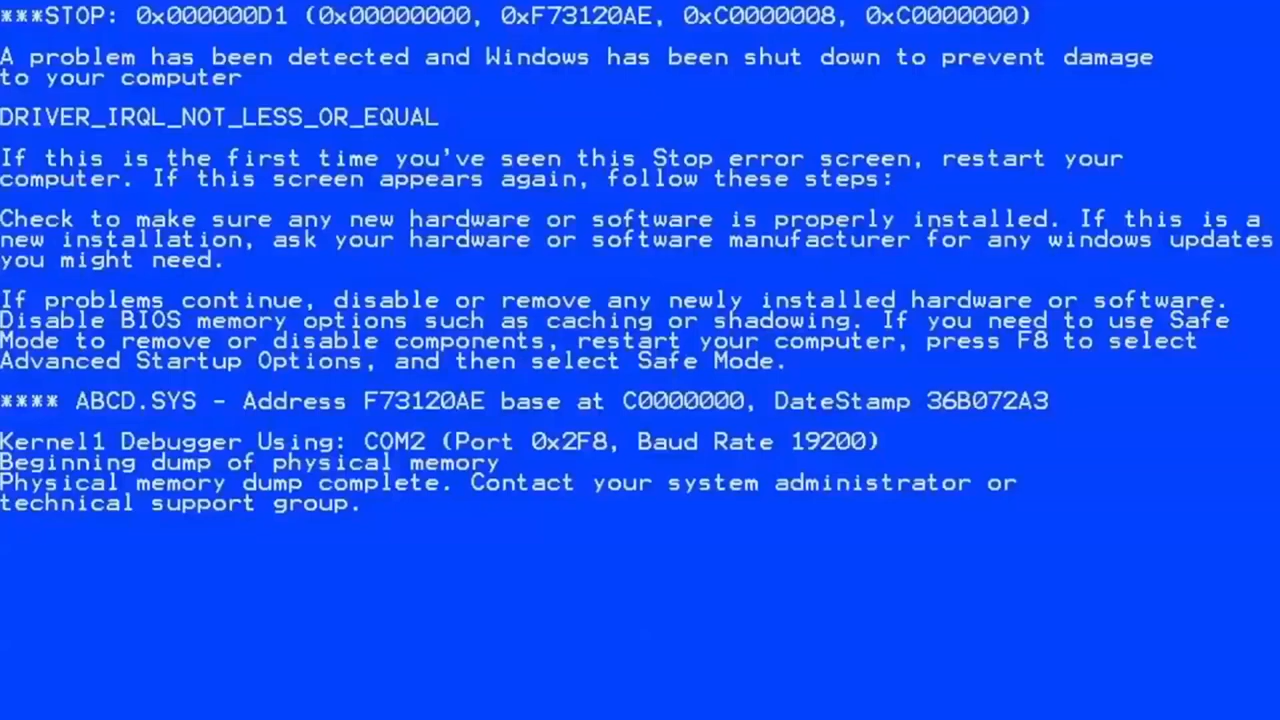 ***STOP: 0x000000D1 (0x00000000, 0xF73120AE, 0xC0000008, 0xC0000000)
A problem has been detected and Windows has been shut down to prevent damage
to your computer
DRIVER_IRQL_NOT_LESS_OR_EQUAL
If this is the first time you've seen this Stop error screen, restart your
computer. If this screen appears again, follow these steps:
Check to make sure any new hardware or software is properly installed. If this is a
new installation, ask your hardware or software manufacturer for any windows updates
you might need.
If problems continue, disable or remove any newly installed hardware or software.
Disable BIOS memory options such as caching or shadowing. If you need to use Safe
Mode to remove or disable components, restart your computer, press F8 to select
Advanced Startup Options, and then select Safe Mode.
**** ABCD.SYS - Address F73120AE base at C0000000, DateStamp 36B072A3
Kernel1 Debugger Using: COM2 (Port 0x2F8, Baud Rate 19200)
Beginning dump of physical memory
Physical memory dump complete. Contact your system administrator or
technical support group.